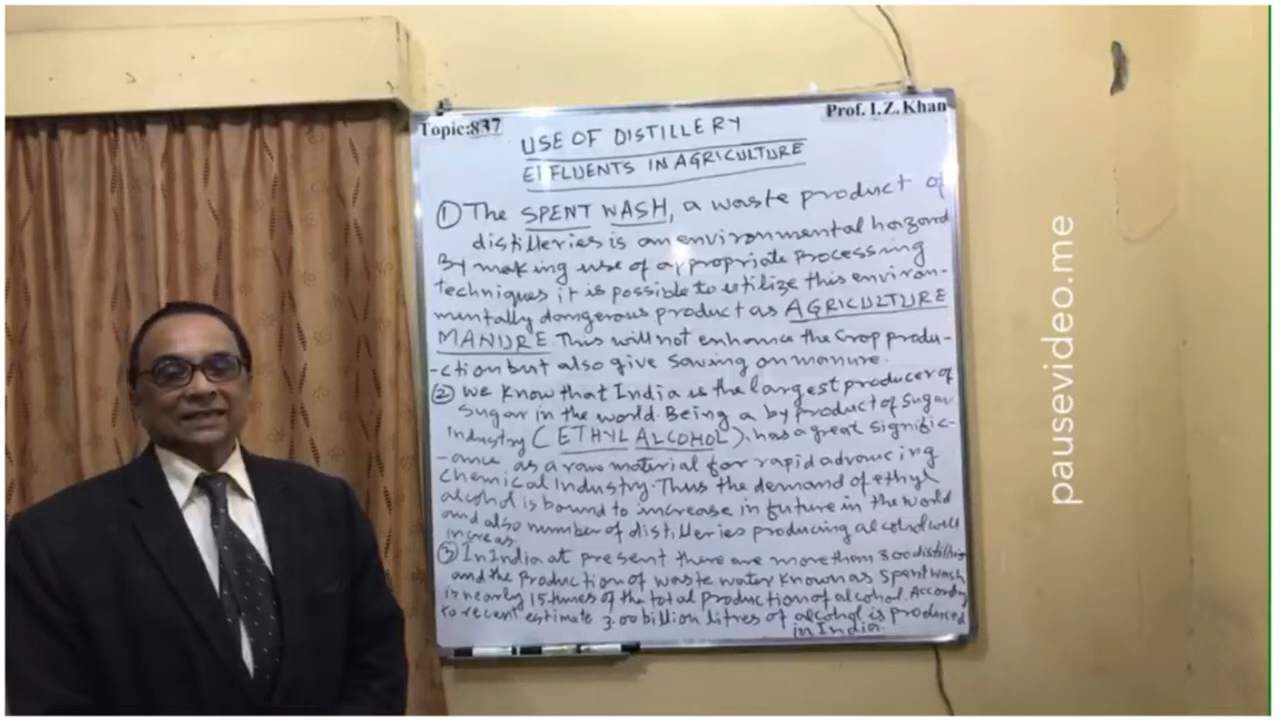 Topic:837
Prof. I.Z. Khan
USE OF DISTILLERY
EFFLUENTS IN AGRICULTURE
① The SPENT WASH, a waste product of
distilleries is an environmental hazard
By making use of appropriate processing
techniques it is possible to utilize this environ-
mentally dangerous product as AGRICULTURE
MANURE. This will not enhance the crop produ-
-ction but also give saving on manure.
② We know that India is the largest producer of
sugar in the world. Being a by product of sugar
industry (ETHYL ALCOHOL), has a great signific-
-ance as a raw material for rapid advancing
chemical Industry. Thus the demand of ethyl
alcohol is bound to increase in future in the world
and also number of distilleries producing alcohol will
increas
③ In India at present there are more than 300 distilleries
and the production of waste water known as spent wash
is nearly 15 times of the total production of alcohol. According
to recent estimate 3.00 billion litres of alcohol is produced
in India.
pausevideo.me